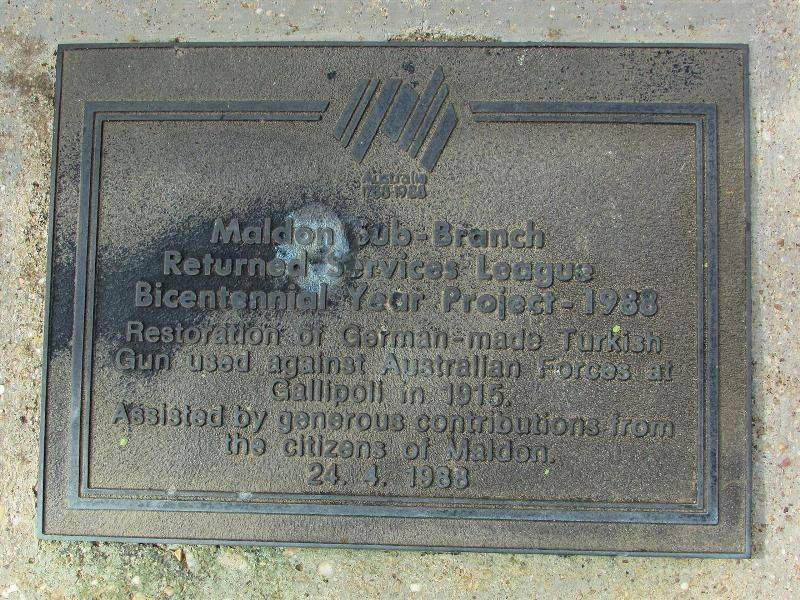 Australia
1788-1988
Maldon Sub-Branch
Returned Services League
Bicentennial Year Project - 1988
Restoration of German-made Turkish
Gun used against Australian Forces at
Gallipoli in 1915.
Assisted by generous contributions from
the citizens of Maldon.
24. 4. 1988